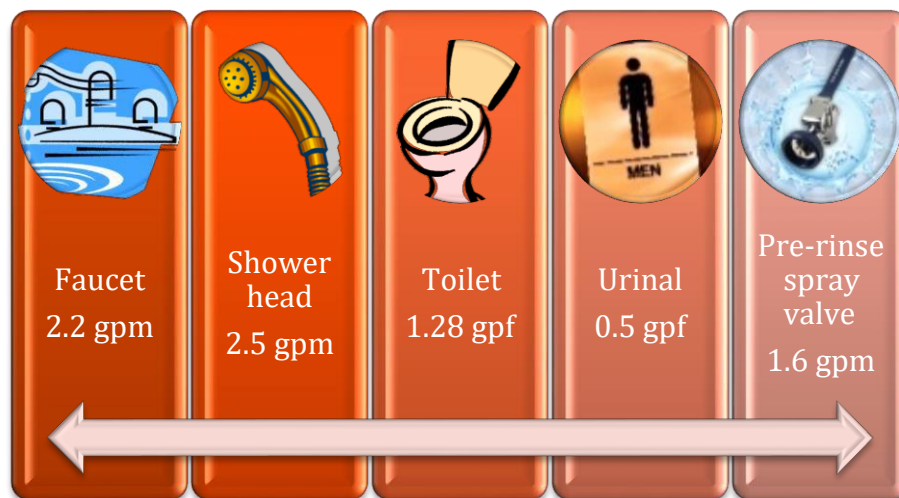 MEN
Faucet
2.2 gpm
Shower
head
2.5 gpm
Toilet
1.28 gpf
Urinal
0.5 gpf
Pre-rinse
spray
valve
1.6 gpm